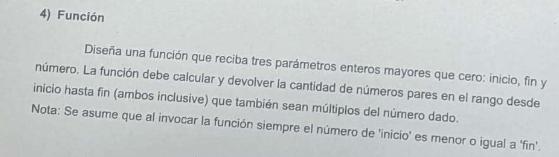 4) Función
Diseña una función que reciba tres parámetros enteros mayores que cero: inicio, fin y
número. La función debe calcular y devolver la cantidad de números pares en el rango desde
inicio hasta fin (ambos inclusive) que también sean múltiplos del número dado.
Nota: Se asume que al invocar la función siempre el número de 'inicio' es menor o igual a 'fin'.